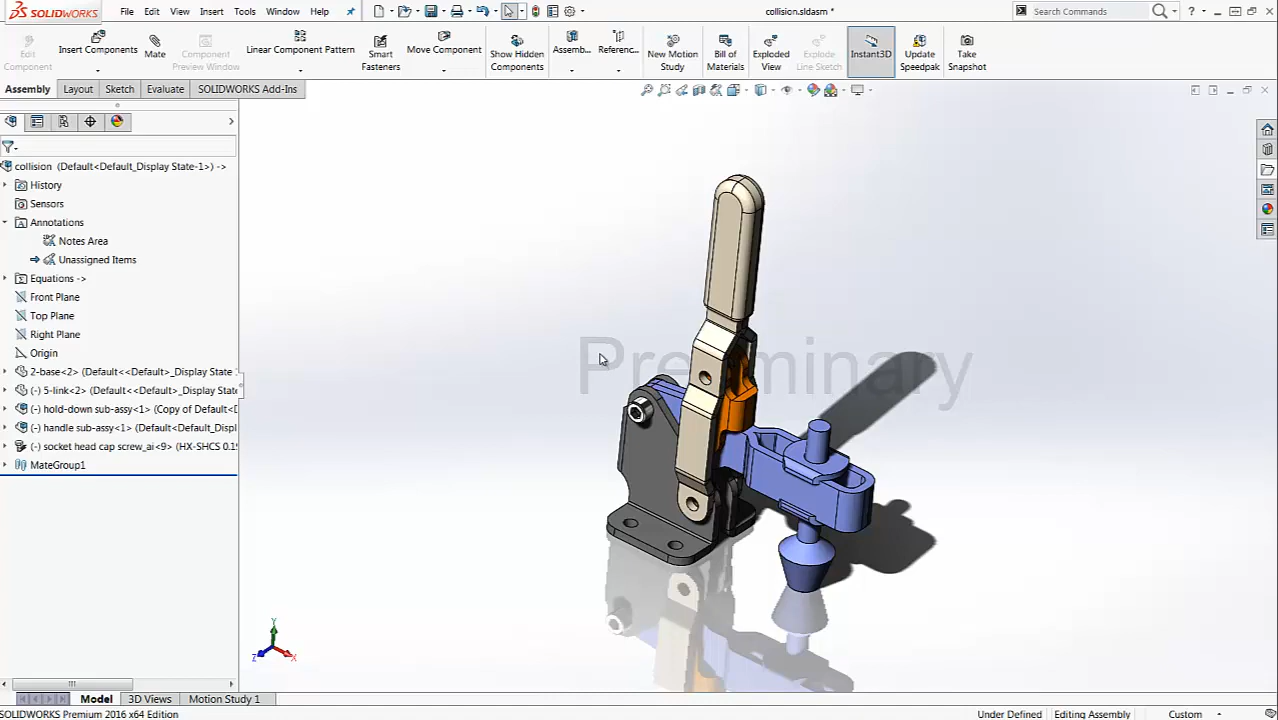 SOLIDWORKS File Edit View Insert Tools Window Help collision.sldasm * Search Commands ?
Edit Component
Insert Components
Mate
Component Preview Window
Linear Component Pattern
Smart Fasteners
Move Component
Show Hidden Components
Assemb...
Referenc...
New Motion Study
Bill of Materials
Exploded View
Explode Line Sketch
Instant3D
Update Speedpak
Take Snapshot
Assembly Layout Sketch Evaluate SOLIDWORKS Add-Ins
collision (Default<Default_Display State-1>) ->
History
Sensors
Annotations
Notes Area
Unassigned Items
Equations ->
Front Plane
Top Plane
Right Plane
Origin
2-base<2> (Default<<Default>_Display State
(-) 5-link<2> (Default<<Default>_Display State
(-) hold-down sub-assy<1> (Copy of Default<D
(-) handle sub-assy<1> (Default<Default_Displ
(-) socket head cap screw_ai<9> (HX-SHCS 0.19
MateGroup1
Preliminary
Y
Z X
Model 3D Views Motion Study 1
SOLIDWORKS Premium 2016 x64 Edition Under Defined Editing Assembly Custom